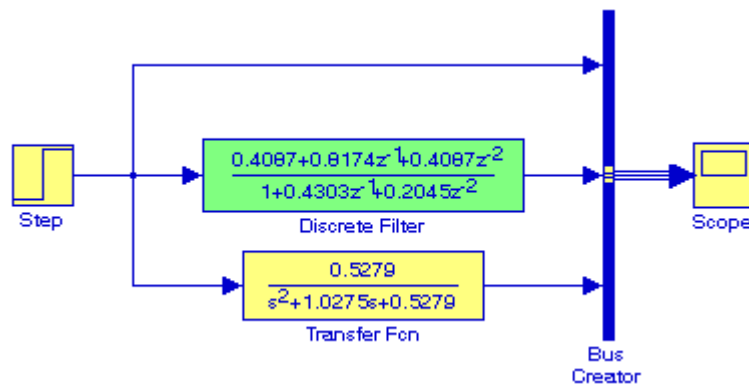 0.4087+0.8174z⁻¹+0.4087z⁻²
1+0.4303z⁻¹+0.2045z⁻²
Step
Discrete Filter
Scope
0.5279
s²+1.0275s+0.5279
Transfer Fcn
Bus
Creator